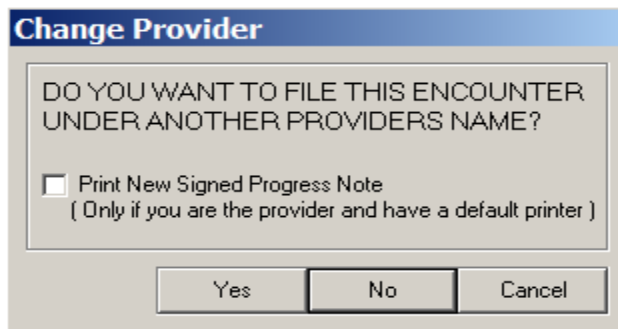 Change Provider
DO YOU WANT TO FILE THIS ENCOUNTER
UNDER ANOTHER PROVIDERS NAME?
Print New Signed Progress Note
( Only if you are the provider and have a default printer )
Yes No Cancel